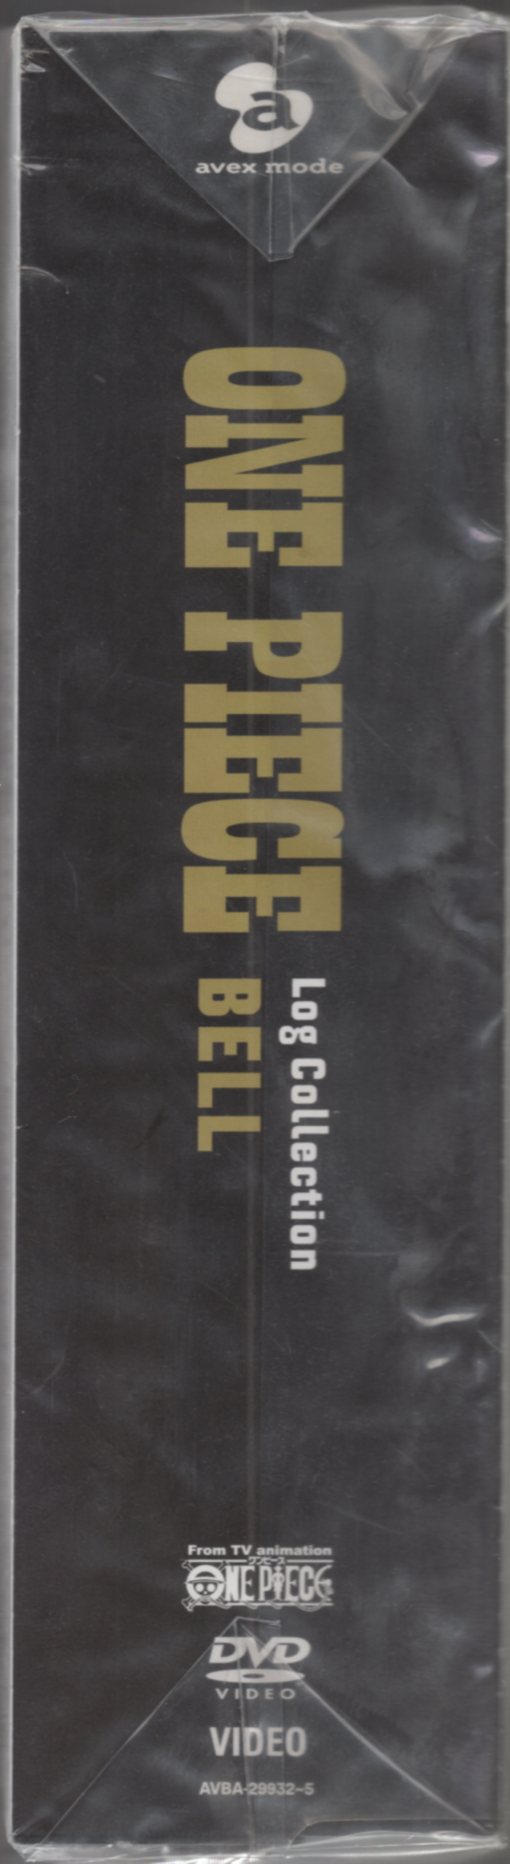 a
avex mode
ONE PIECE
Log Collection
BELL
From TV animation
ワンピース
ONE PIECE
DVD
VIDEO
VIDEO
AVBA-29932~5